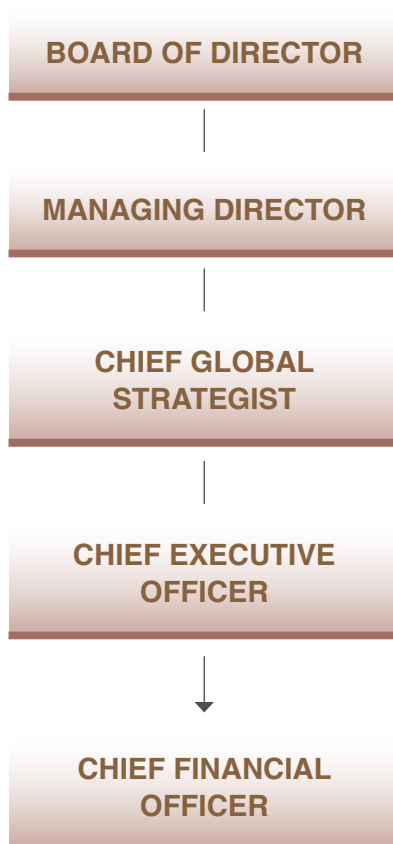 BOARD OF DIRECTOR
MANAGING DIRECTOR
CHIEF GLOBAL
STRATEGIST
CHIEF EXECUTIVE
OFFICER
CHIEF FINANCIAL
OFFICER